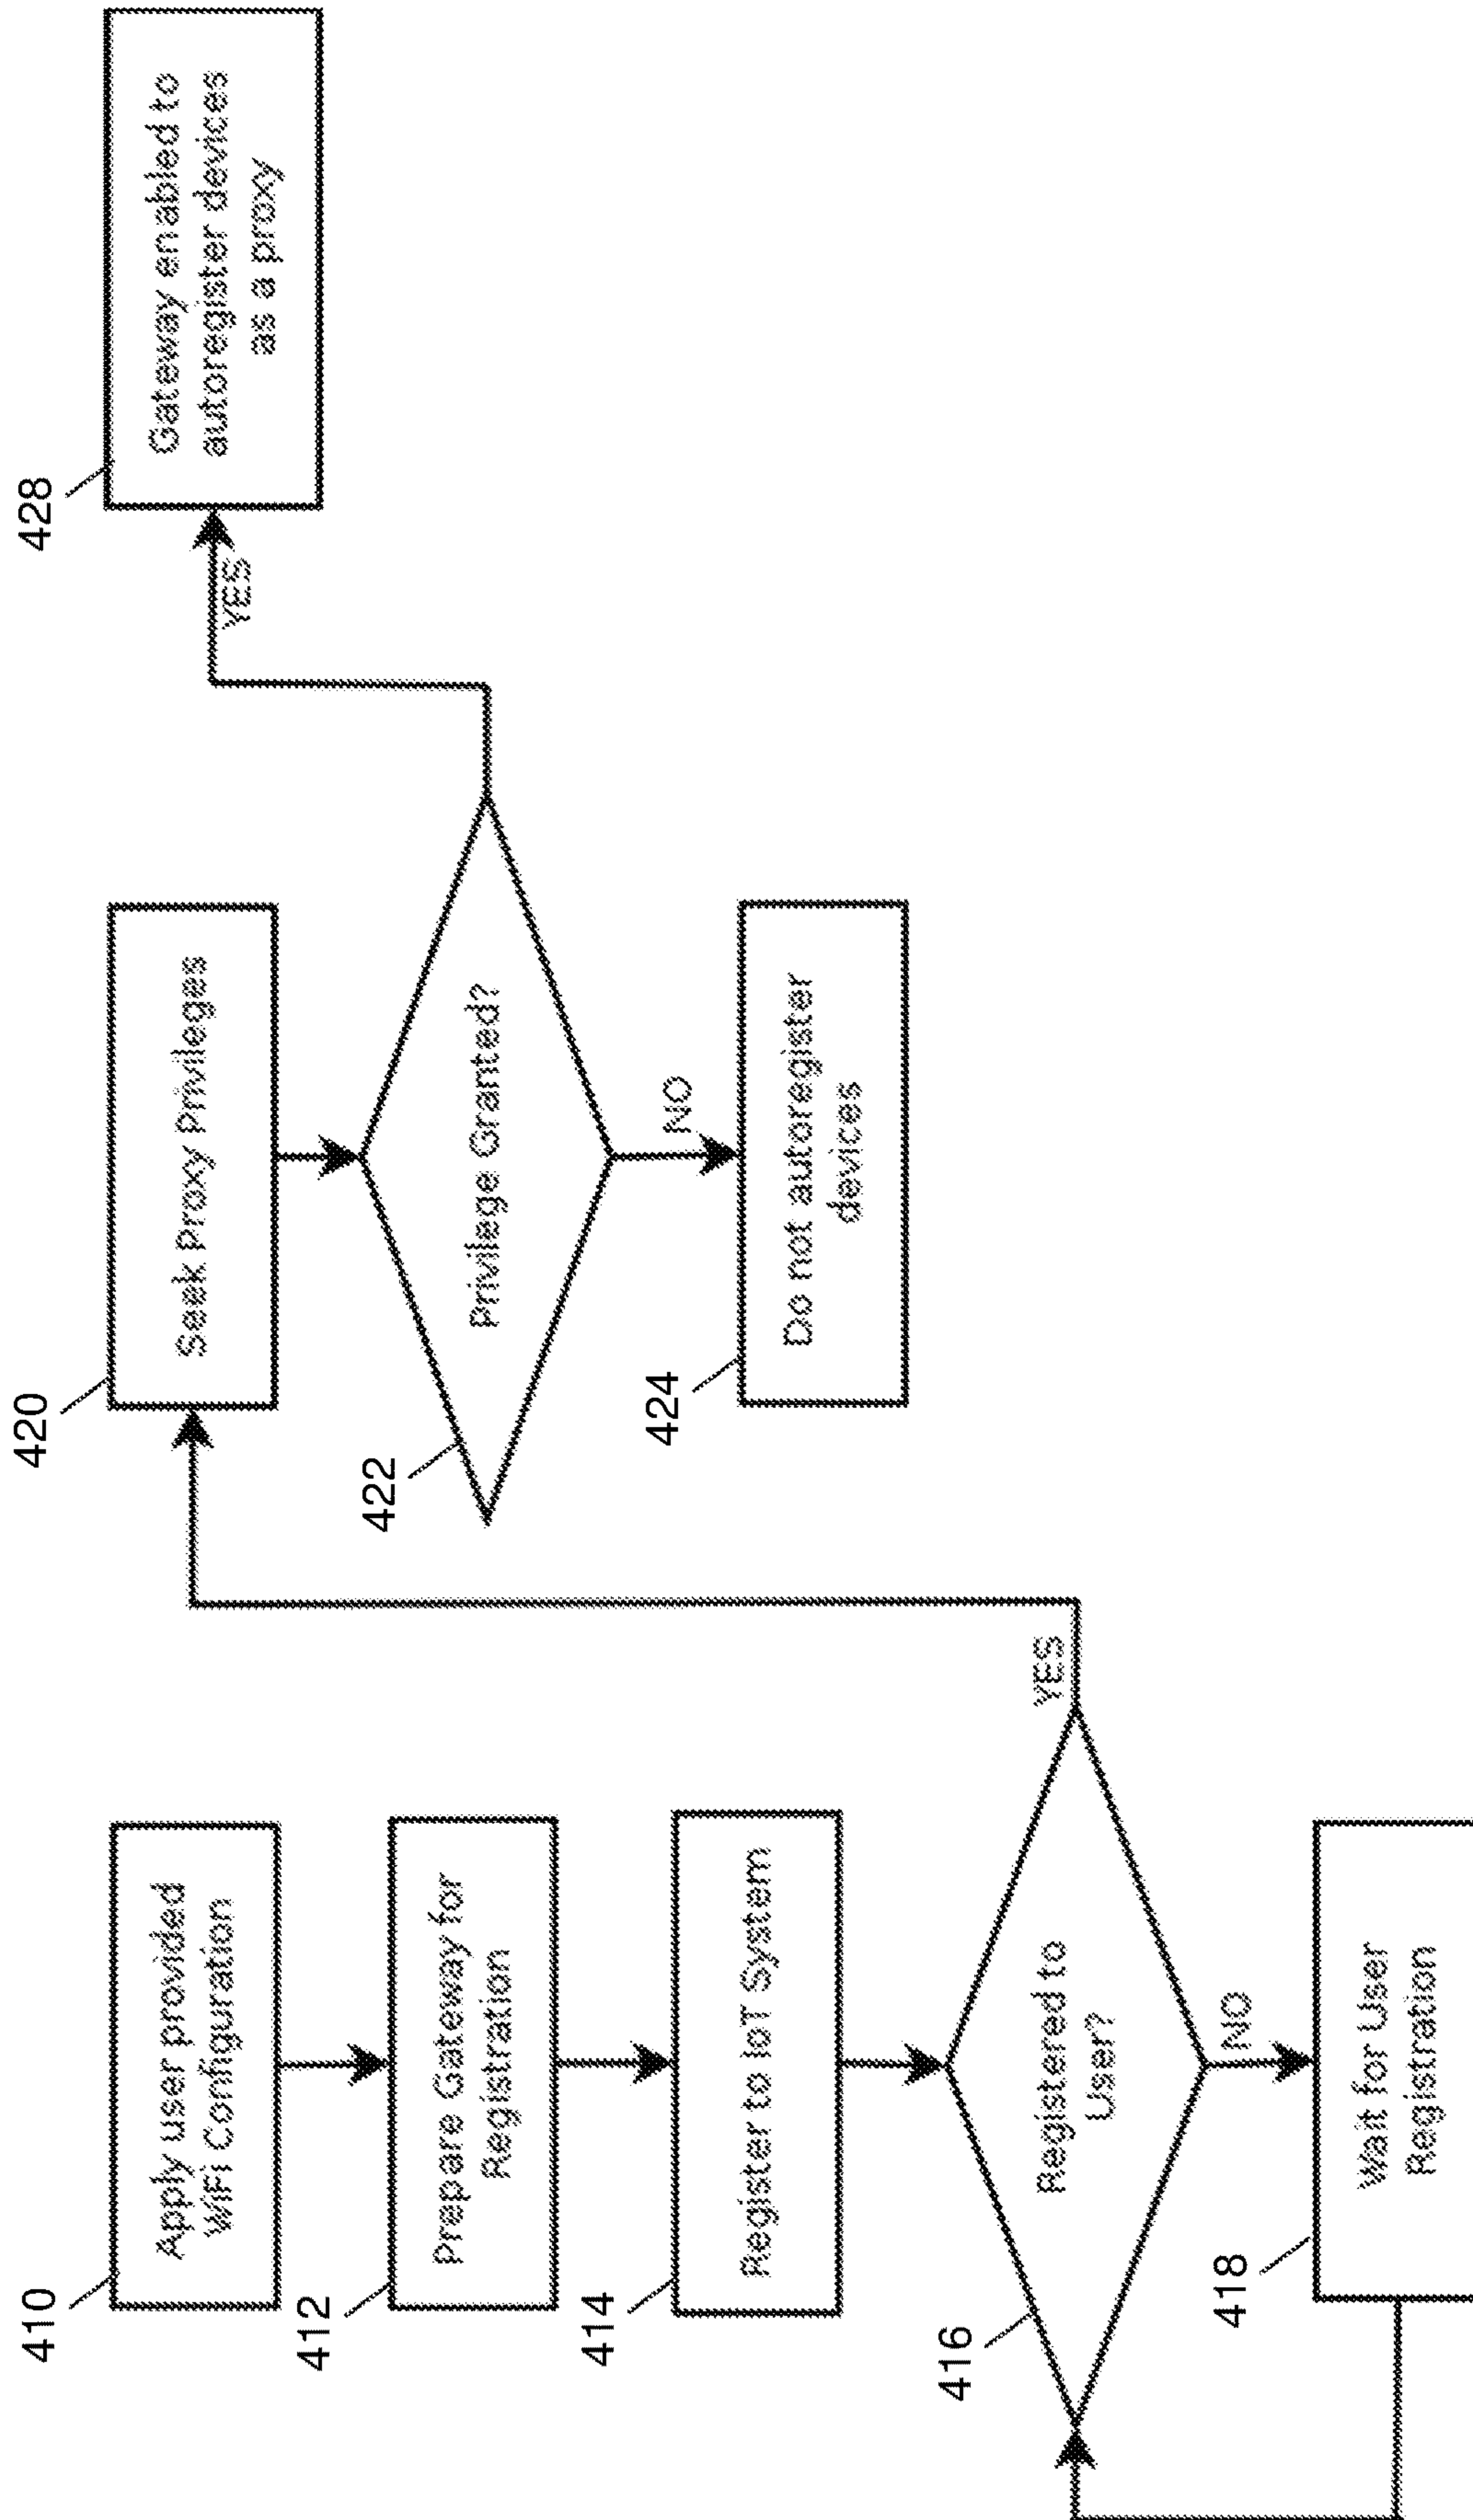 410
Apply user provided
WiFi Configuration
412
Prepare Gateway for
Registration
414
Register to IoT System
416
Registered to
User?
YES
NO
418
Wait for User
Registration
420
Seek Proxy Privileges
422
Privilege Granted?
YES
NO
424
Do not autoregister
devices
428
Gateway enabled to
autoregister devices
as a proxy